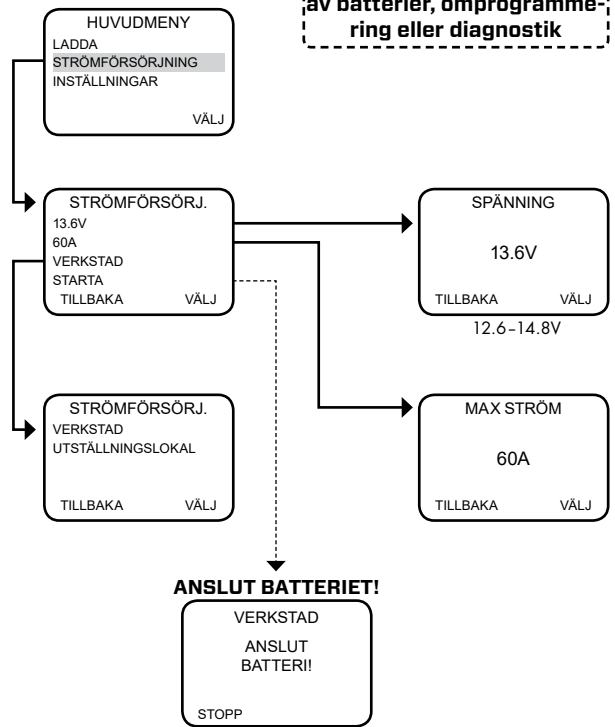 av batterier, omprogramme-
ring eller diagnostik
HUVUDMENY
LADDA
STRÖMFÖRSÖRJNING
INSTÄLLNINGAR
VÄLJ
STRÖMFÖRSÖRJ.
13.6V
60A
VERKSTAD
STARTA
TILLBAKA VÄLJ
SPÄNNING
13.6V
TILLBAKA VÄLJ
12.6–14.8V
STRÖMFÖRSÖRJ.
VERKSTAD
UTSTÄLLNINGSLOKAL
TILLBAKA VÄLJ
MAX STRÖM
60A
TILLBAKA VÄLJ
ANSLUT BATTERIET!
VERKSTAD
ANSLUT
BATTERI!
STOPP